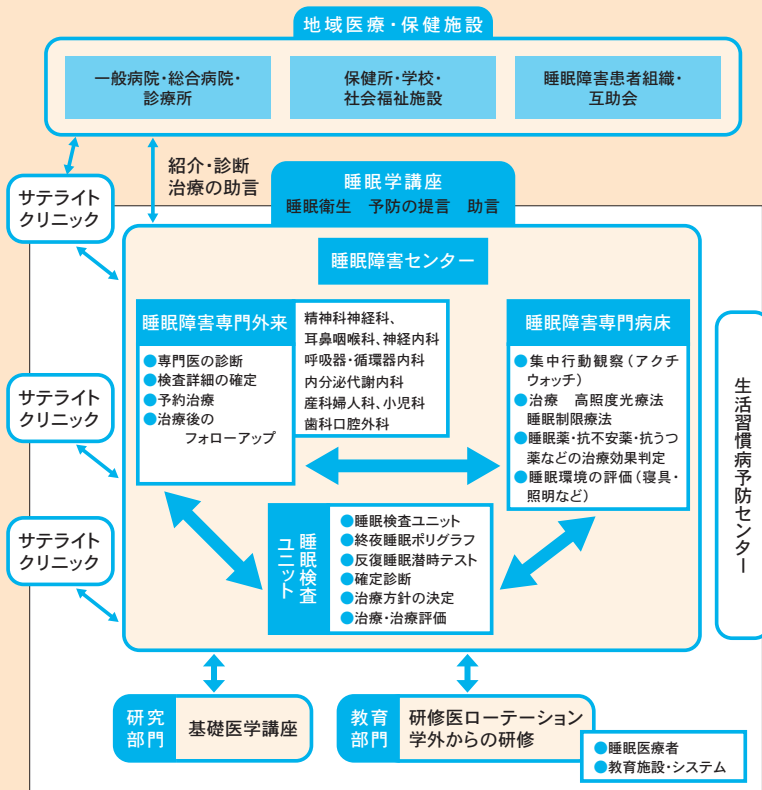 地域医療・保健施設
一般病院・総合病院・
診療所
保健所・学校・
社会福祉施設
睡眠障害患者組織・
互助会
紹介・診断
治療の助言
サテライト
クリニック
睡眠学講座
睡眠衛生　予防の提言　助言
睡眠障害センター
睡眠障害専門外来
●専門医の診断
●検査詳細の確定
●予約治療
●治療後の
フォローアップ
精神科神経科、
耳鼻咽喉科、神経内科
呼吸器・循環器内科
内分泌代謝内科
産科婦人科、小児科
歯科口腔外科
睡眠障害専門病床
●集中行動観察（アクチ
ウォッチ）
●治療　高照度光療法
睡眠制限療法
●睡眠薬・抗不安薬・抗うつ
薬などの治療効果判定
●睡眠環境の評価（寝具・
照明など）
サテライト
クリニック
サテライト
クリニック
睡眠検査
ユニット
●睡眠検査ユニット
●終夜睡眠ポリグラフ
●反復睡眠潜時テスト
●確定診断
●治療方針の決定
●治療・治療評価
生活習慣病予防センター
研究
部門
基礎医学講座
教育
部門
研修医ローテーション
学外からの研修
●睡眠医療者
●教育施設・システム